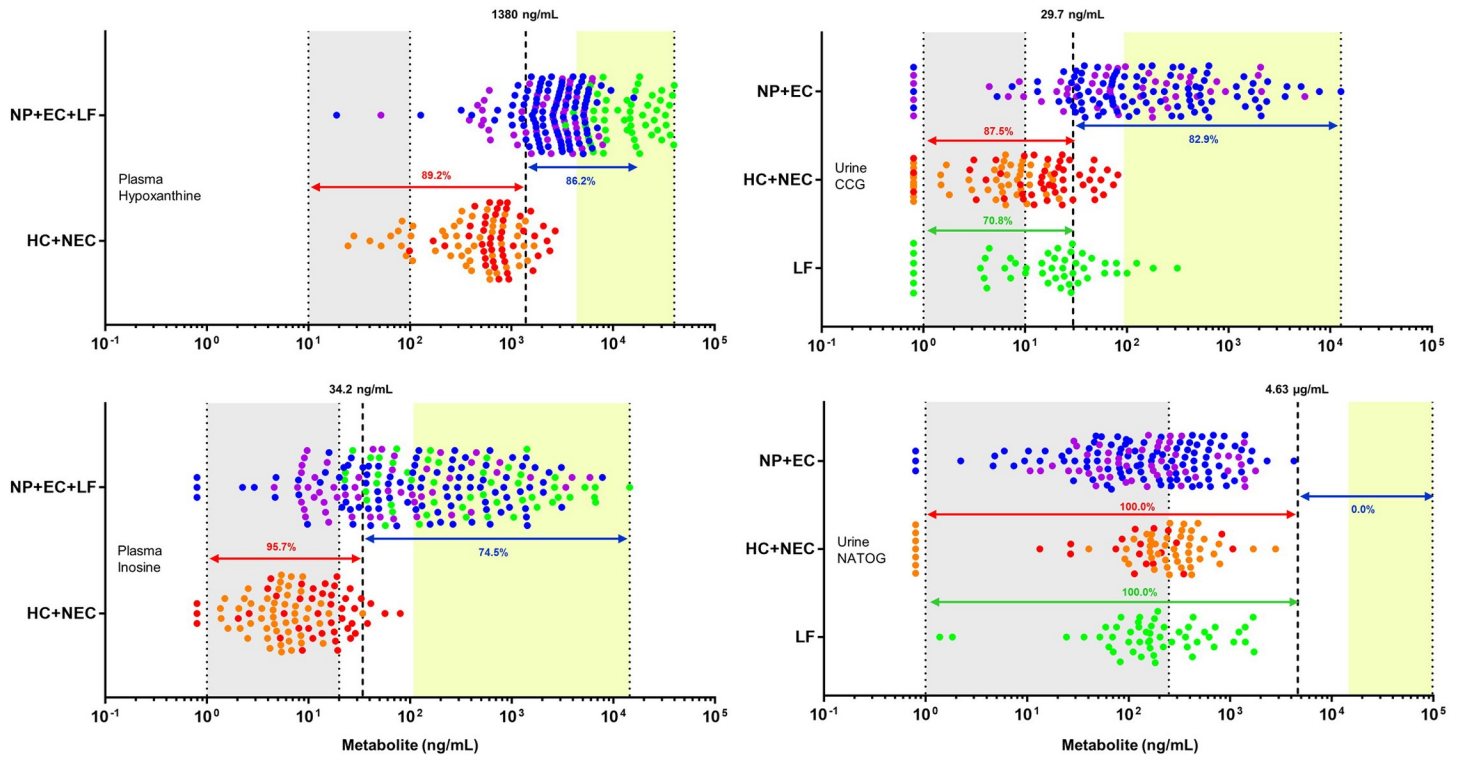 1380 ng/mL
NP+EC+LF
86.2%
89.2%
Plasma
Hypoxanthine
HC+NEC
10-1 100 101 102 103 104 105
29.7 ng/mL
NP+EC
82.9%
87.5%
Urine
CCG
HC+NEC
70.8%
LF
10-1 100 101 102 103 104 105
34.2 ng/mL
NP+EC+LF
74.5%
95.7%
Plasma
Inosine
HC+NEC
10-1 100 101 102 103 104 105
Metabolite (ng/mL)
4.63 µg/mL
NP+EC
0.0%
100.0%
Urine
NATOG
HC+NEC
100.0%
LF
10-1 100 101 102 103 104 105
Metabolite (ng/mL)